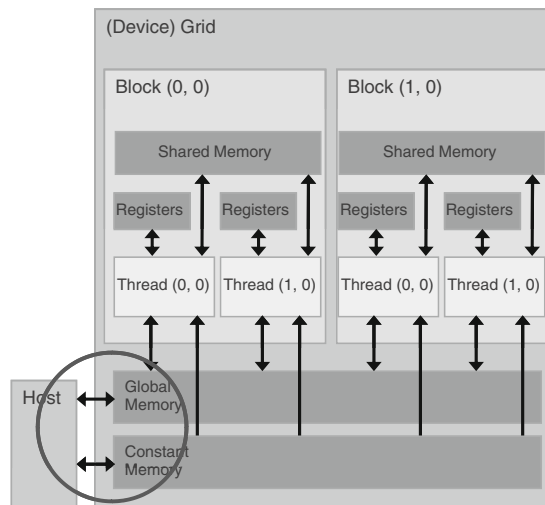 (Device) Grid
Block (0, 0)
Block (1, 0)
Shared Memory
Shared Memory
Registers
Registers
Registers
Registers
Thread (0, 0)
Thread (1, 0)
Thread (0, 0)
Thread (1, 0)
Host
Global
Memory
Constant
Memory